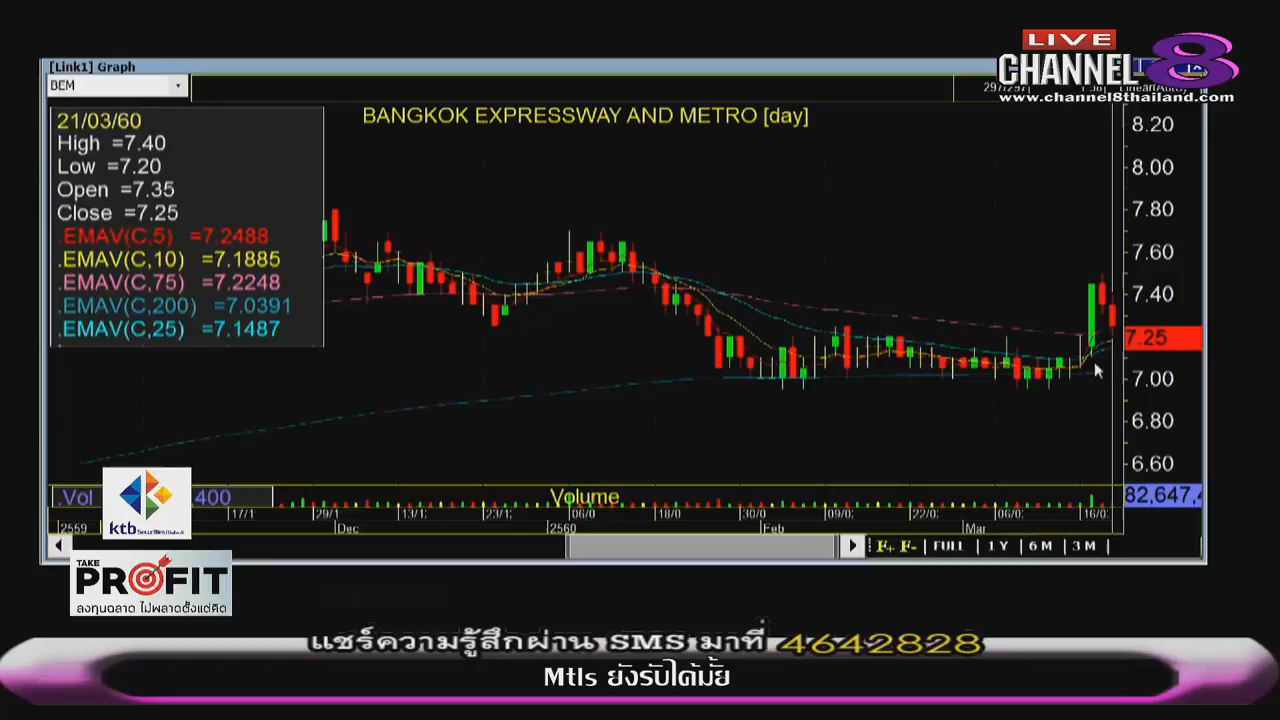 LIVE
CHANNEL 8
www.channel8thailand.com
[Link1] Graph
BEM
BANGKOK EXPRESSWAY AND METRO [day]
21/03/60
High =7.40
Low =7.20
Open =7.35
Close =7.25
.EMAV(C,5) =7.2488
.EMAV(C,10) =7.1885
.EMAV(C,75) =7.2248
.EMAV(C,200) =7.0391
.EMAV(C,25) =7.1487
8.20
8.00
7.80
7.60
7.40
7.25
7.00
6.80
6.60
.Vol 400
Volume
82,647,4
17/1 29/1 13/1: 23/1: 06/0 18/0 30/0 09/0: 22/0: 06/0: 16/0:
2559 Dec 2560 Feb Mar
F+ F- FULL 1 Y 6 M 3 M
ktb
TAKE
PROFIT
ลงทุนฉลาด ไม่พลาดตั้งแต่คิด
แชร์ความรู้สึกผ่าน SMS มาที่ 4642828
Mtls ยังรับได้มั้ย